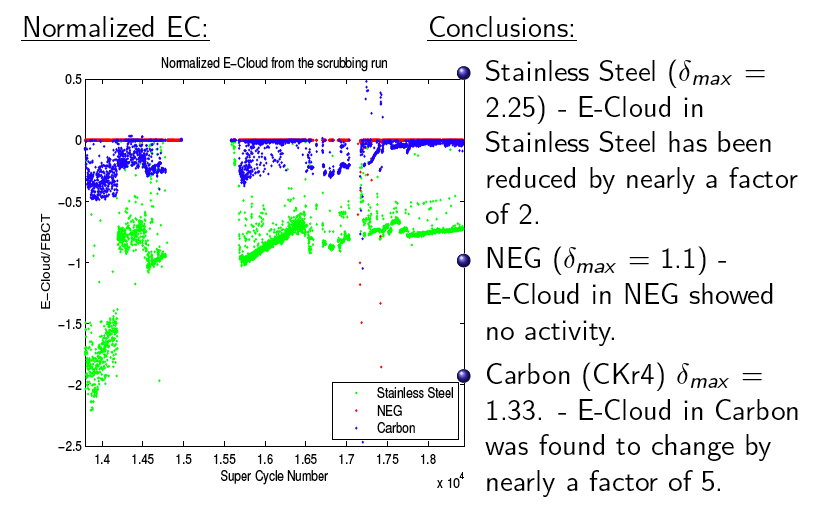 Normalized EC:
Normalized E-Cloud from the scrubbing run
0.5
0
-0.5
-1
-1.5
-2
-2.5
E-Cloud/FBCT
Stainless Steel
NEG
Carbon
1.4
1.45
1.5
1.55
1.6
1.65
1.7
1.75
1.8
Super Cycle Number
x 10^4
Conclusions:
Stainless Steel (δmax =
2.25) - E-Cloud in
Stainless Steel has been
reduced by nearly a factor
of 2.
NEG (δmax = 1.1) -
E-Cloud in NEG showed
no activity.
Carbon (CKr4) δmax =
1.33. - E-Cloud in Carbon
was found to change by
nearly a factor of 5.